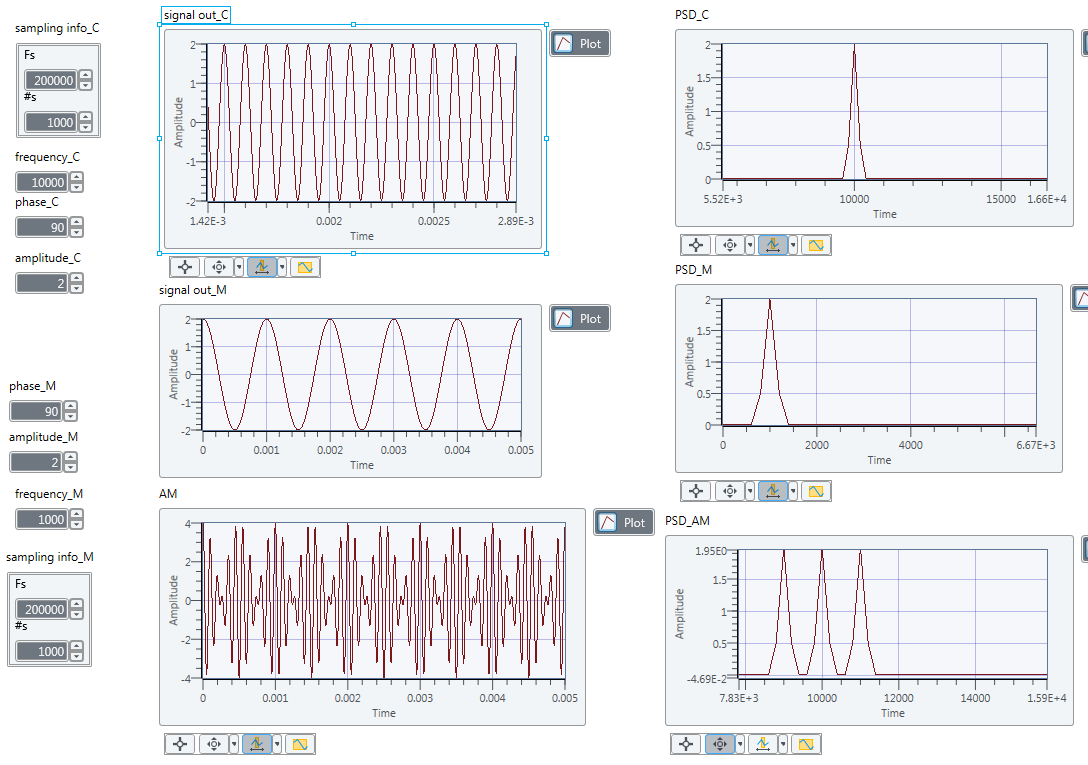 sampling info_C
Fs
200000
#s
1000
frequency_C
10000
phase_C
90
amplitude_C
2
phase_M
90
amplitude_M
2
frequency_M
1000
sampling info_M
Fs
200000
#s
1000
signal out_C
Plot
Amplitude
2
1
0
-1
-2
1.42E-3 0.002 0.0025 2.89E-3
Time
signal out_M
Plot
Amplitude
2
1
0
-1
-2
0 0.001 0.002 0.003 0.004 0.005
Time
AM
Plot
Amplitude
4
2
0
-2
-4
0 0.001 0.002 0.003 0.004 0.005
Time
PSD_C
Amplitude
2
1.5
1
0.5
0
5.52E+3 10000 15000 1.66E+4
Time
PSD_M
Amplitude
2
1.5
1
0.5
0
0 2000 4000 6.67E+3
Time
PSD_AM
Amplitude
1.95E0
1.5
1
0.5
-4.69E-2
7.83E+3 10000 12000 14000 1.59E+4
Time